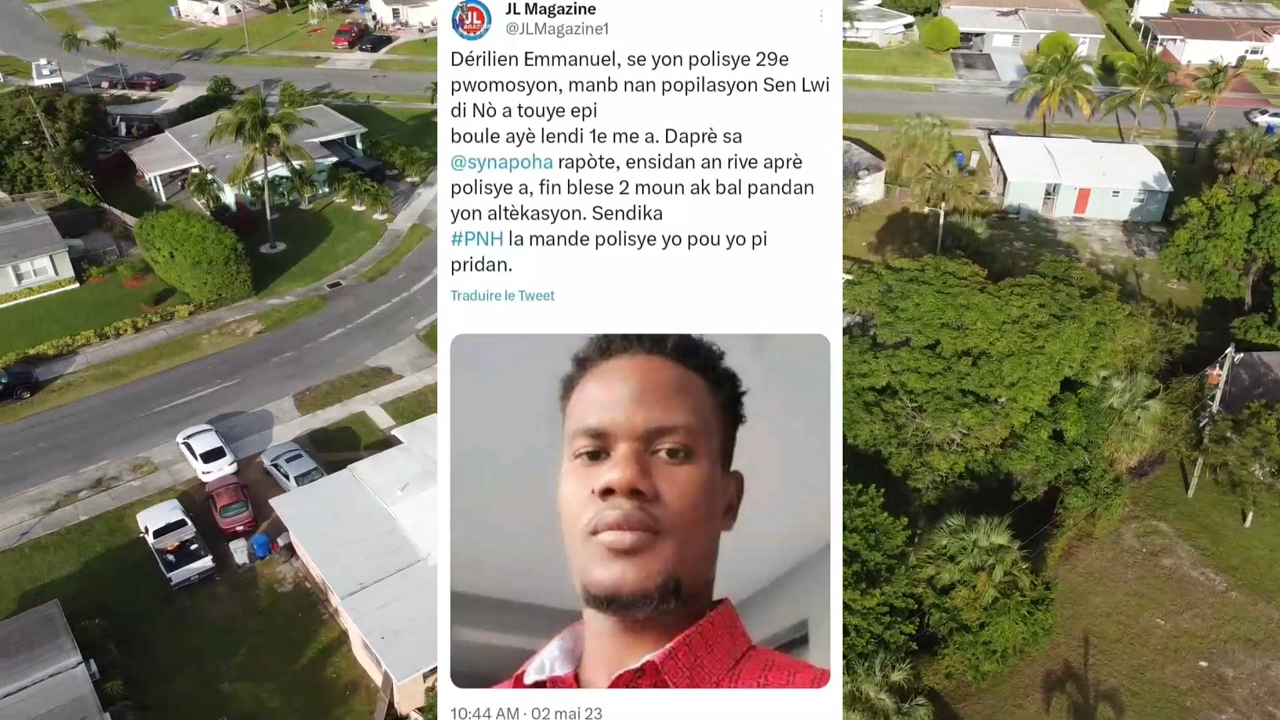 JL
JL Magazine
@JLMagazine1
Dérilien Emmanuel, se yon polisye 29e
pwomosyon, manb nan popilasyon Sen Lwi
di Nò a touye epi
boule ayè lendi 1e me a. Daprè sa
@synapoha rapòte, ensidan an rive aprè
polisye a, fin blese 2 moun ak bal pandan
yon altèkasyon. Sendika
#PNH la mande polisye yo pou yo pi
pridan.
Traduire le Tweet
10:44 AM · 02 mai 23